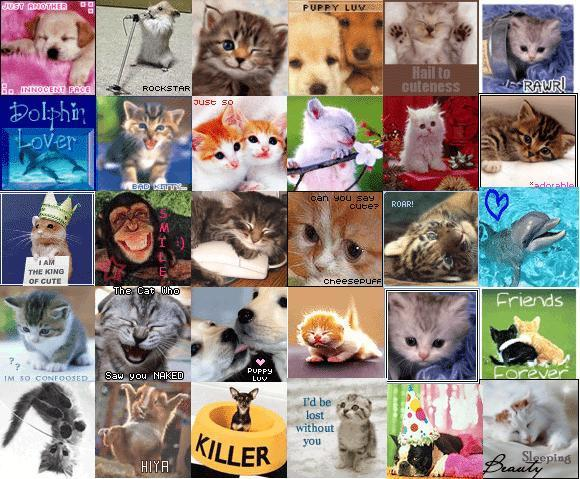 JUST ANOTHER
INNOCENT FACE
ROCKSTAR
PUPPY LUV
Hail to
cuteness
RAWR!
Dolphin
Lover
BAD KITTY..
JUST SO
*adorable
I AM
THE KING
OF CUTE
SMILE :)
can you say
cute?
cheesepuff
ROAR!
??
IM SO CONFOOSED
The Cat Who
Saw you NAKED
PUPPY
LUV
Friends
Forever
HIYA
KILLER
I'd be
lost
without
you
Sleeping
Beauty